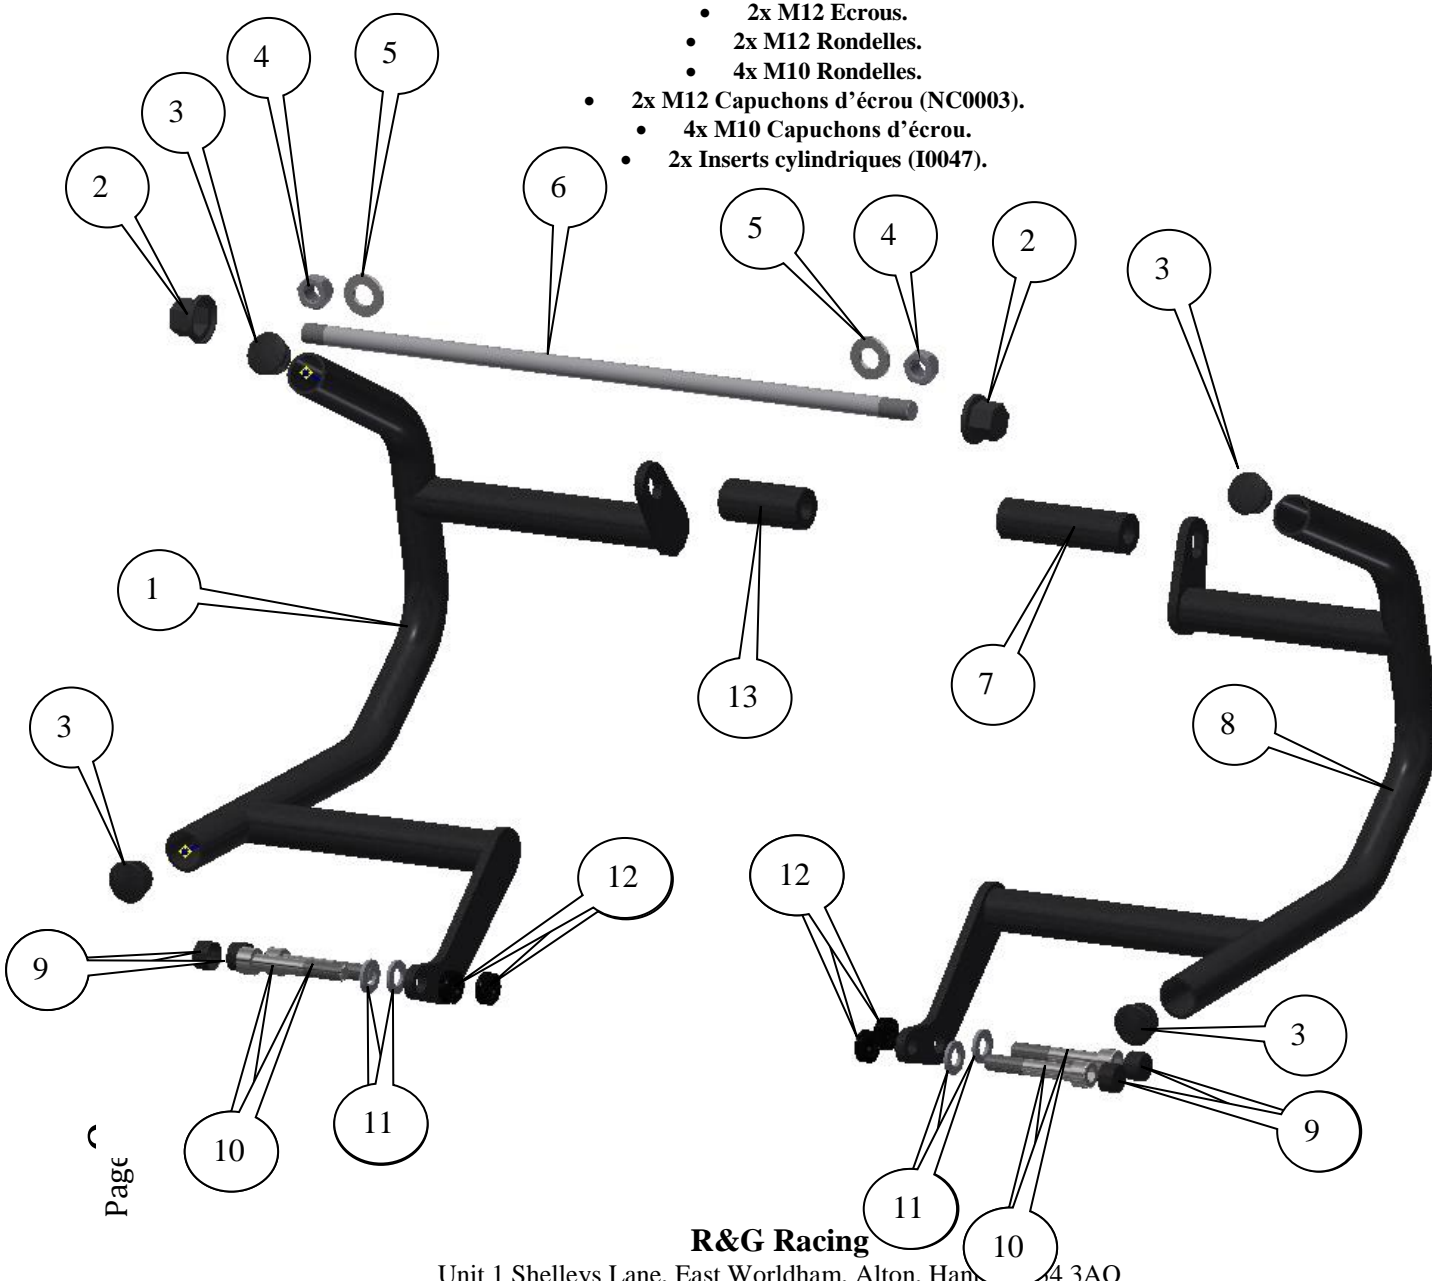 • 2x M12 Ecrous.
• 2x M12 Rondelles.
• 4x M10 Rondelles.
• 2x M12 Capuchons d’écrou (NC0003).
• 4x M10 Capuchons d’écrou.
• 2x Inserts cylindriques (I0047).
4
5
3
2
6
5
4
2
3
1
13
7
8
3
12
12
9
3
11
10
9
11
10
Page
R&G Racing
Unit 1 Shelleys Lane, East Worldham, Alton, 3AQ